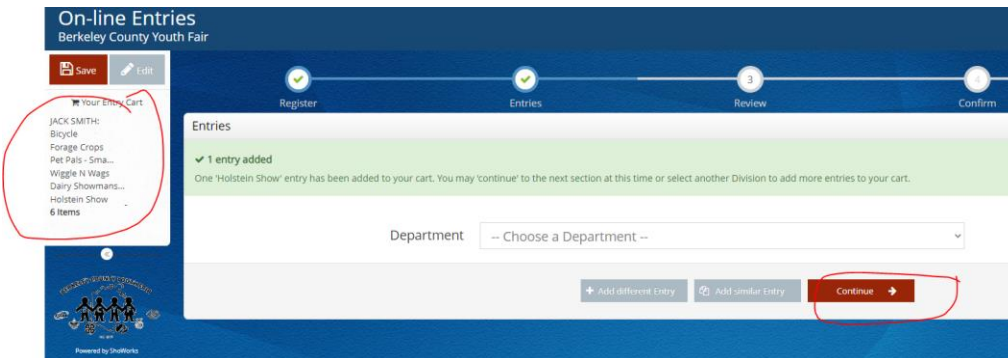 On-line Entries
Berkeley County Youth Fair
Save
Edit
Your Entry Cart
JACK SMITH:
Bicycle
Forage Crops
Pet Pals - Sma...
Wiggle N Wags
Dairy Showmans...
Holstein Show
6 Items
Powered by ShoWorks
Register
Entries
3
Review
4
Confirm
Entries
1 entry added
One 'Holstein Show' entry has been added to your cart. You may 'continue' to the next section at this time or select another Division to add more entries to your cart.
Department
-- Choose a Department --
+ Add different Entry
Add similar Entry
Continue